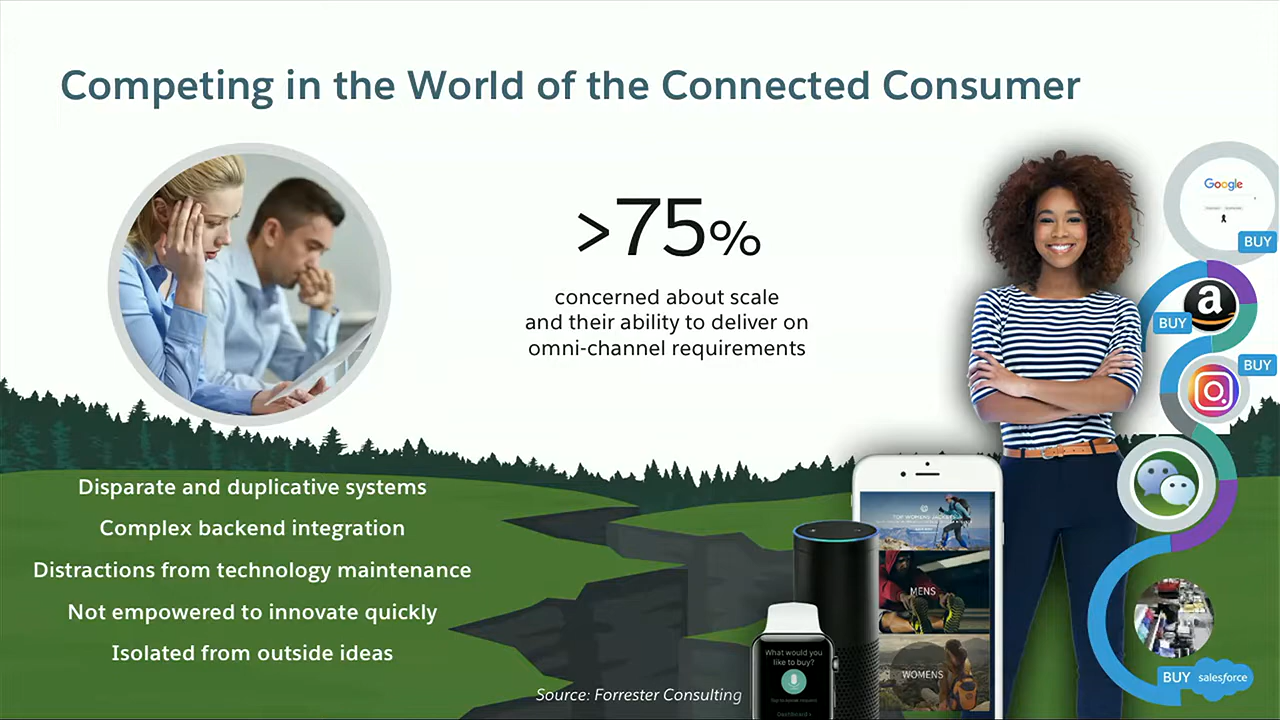 Competing in the World of the Connected Consumer
>75%
concerned about scale
and their ability to deliver on
omni-channel requirements
Google
BUY
a
BUY
BUY
Disparate and duplicative systems
Complex backend integration
Distractions from technology maintenance
Not empowered to innovate quickly
Isolated from outside ideas
TOP WOMENS JACKETS
MENS
WOMENS
What would you
like to buy?
BUY
salesforce
Source: Forrester Consulting